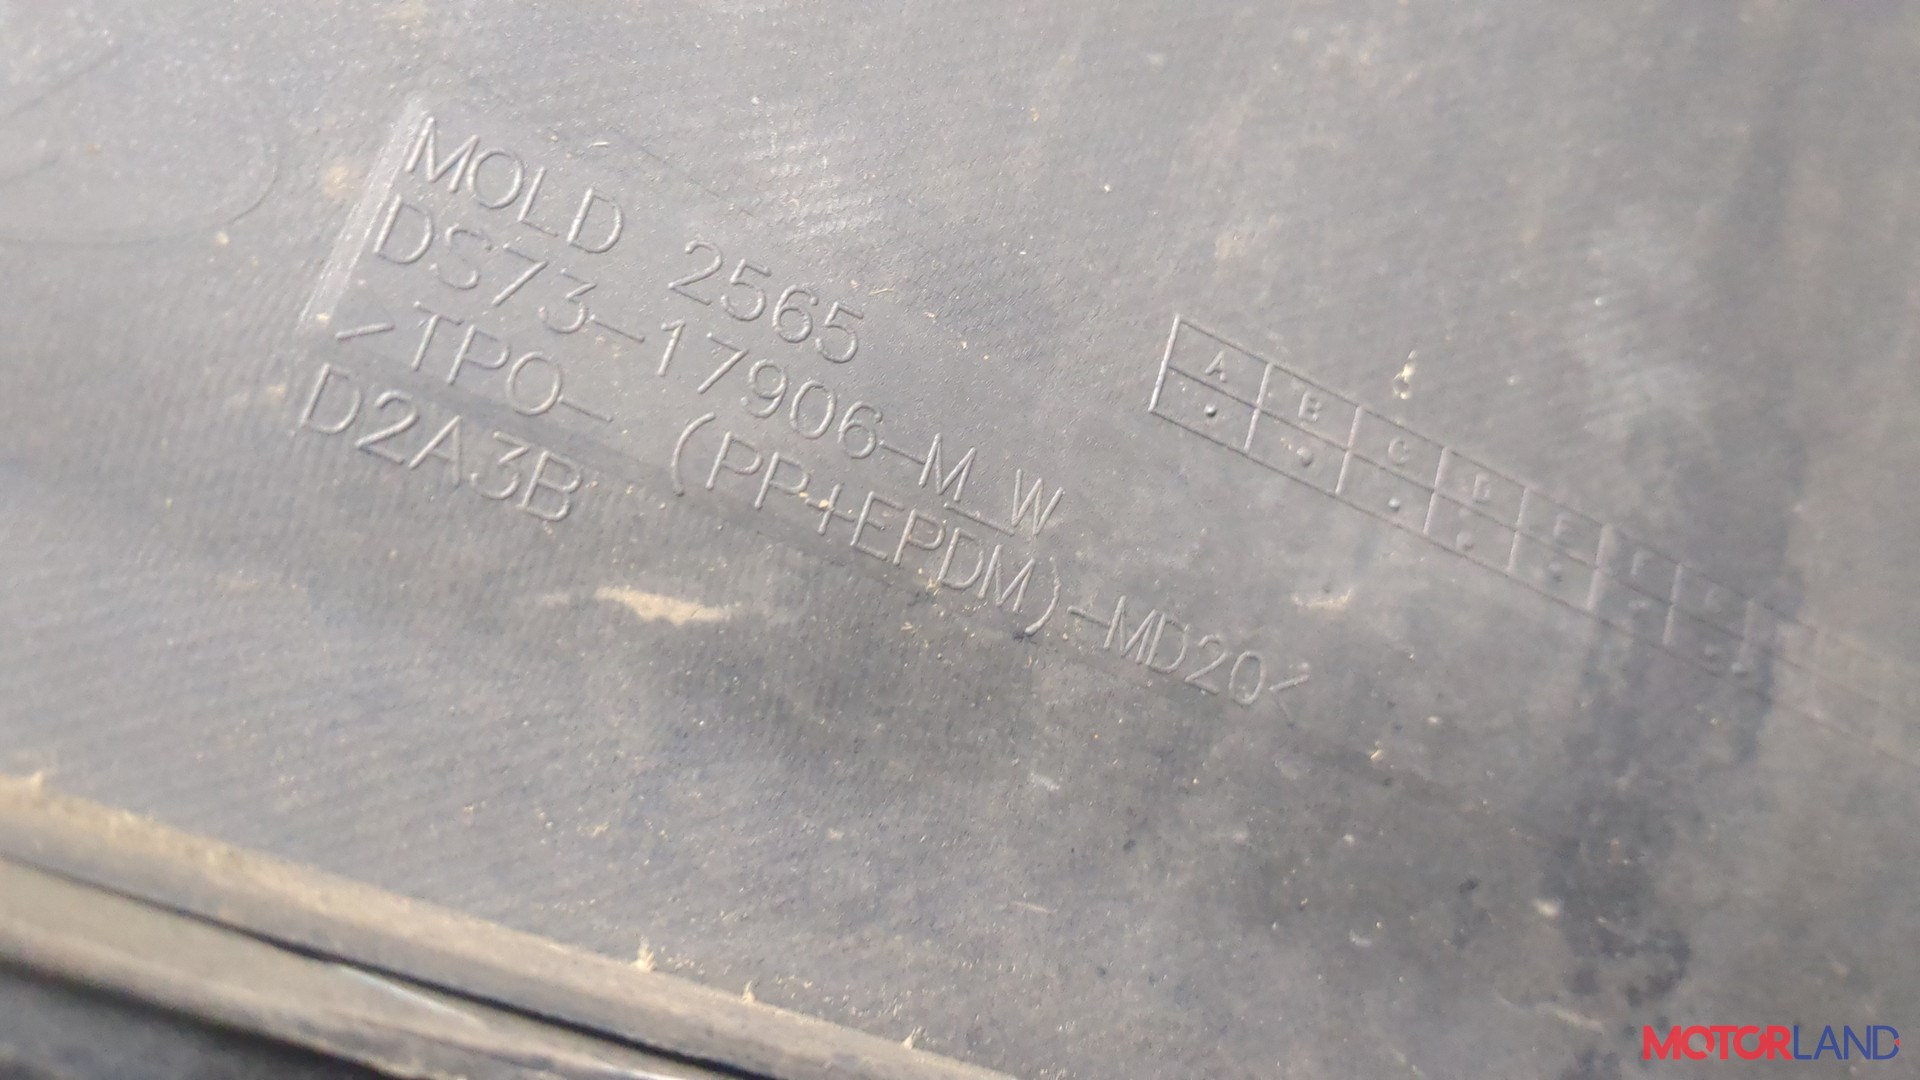 MOLD 2565
DS73-17906-M_W
>TPO- (PP+EPDM)-MD20<
D2A3B
A B C D E F
MOTORLAND